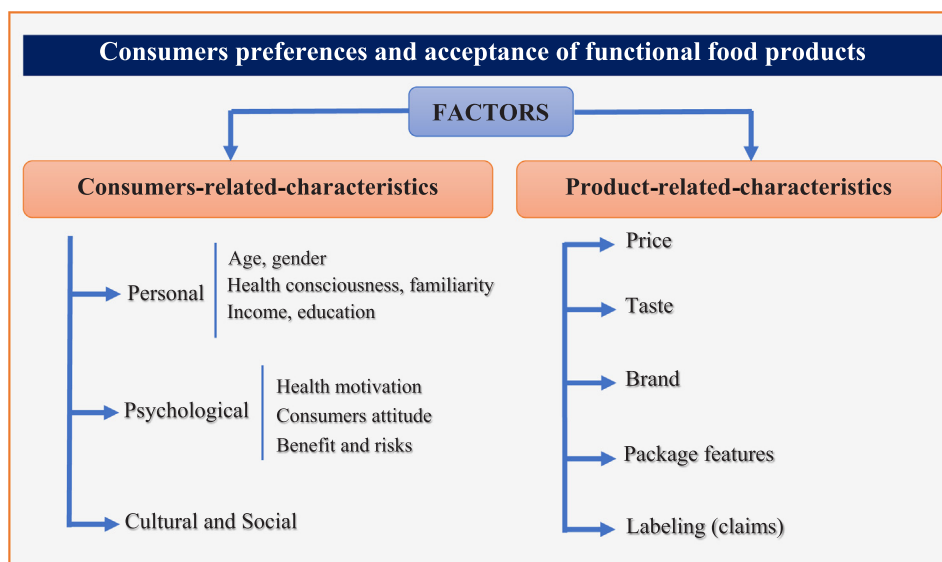 Consumers preferences and acceptance of functional food products
FACTORS
Consumers-related-characteristics
Personal
Age, gender
Health consciousness, familiarity
Income, education
Psychological
Health motivation
Consumers attitude
Benefit and risks
Cultural and Social
Product-related-characteristics
Price
Taste
Brand
Package features
Labeling (claims)